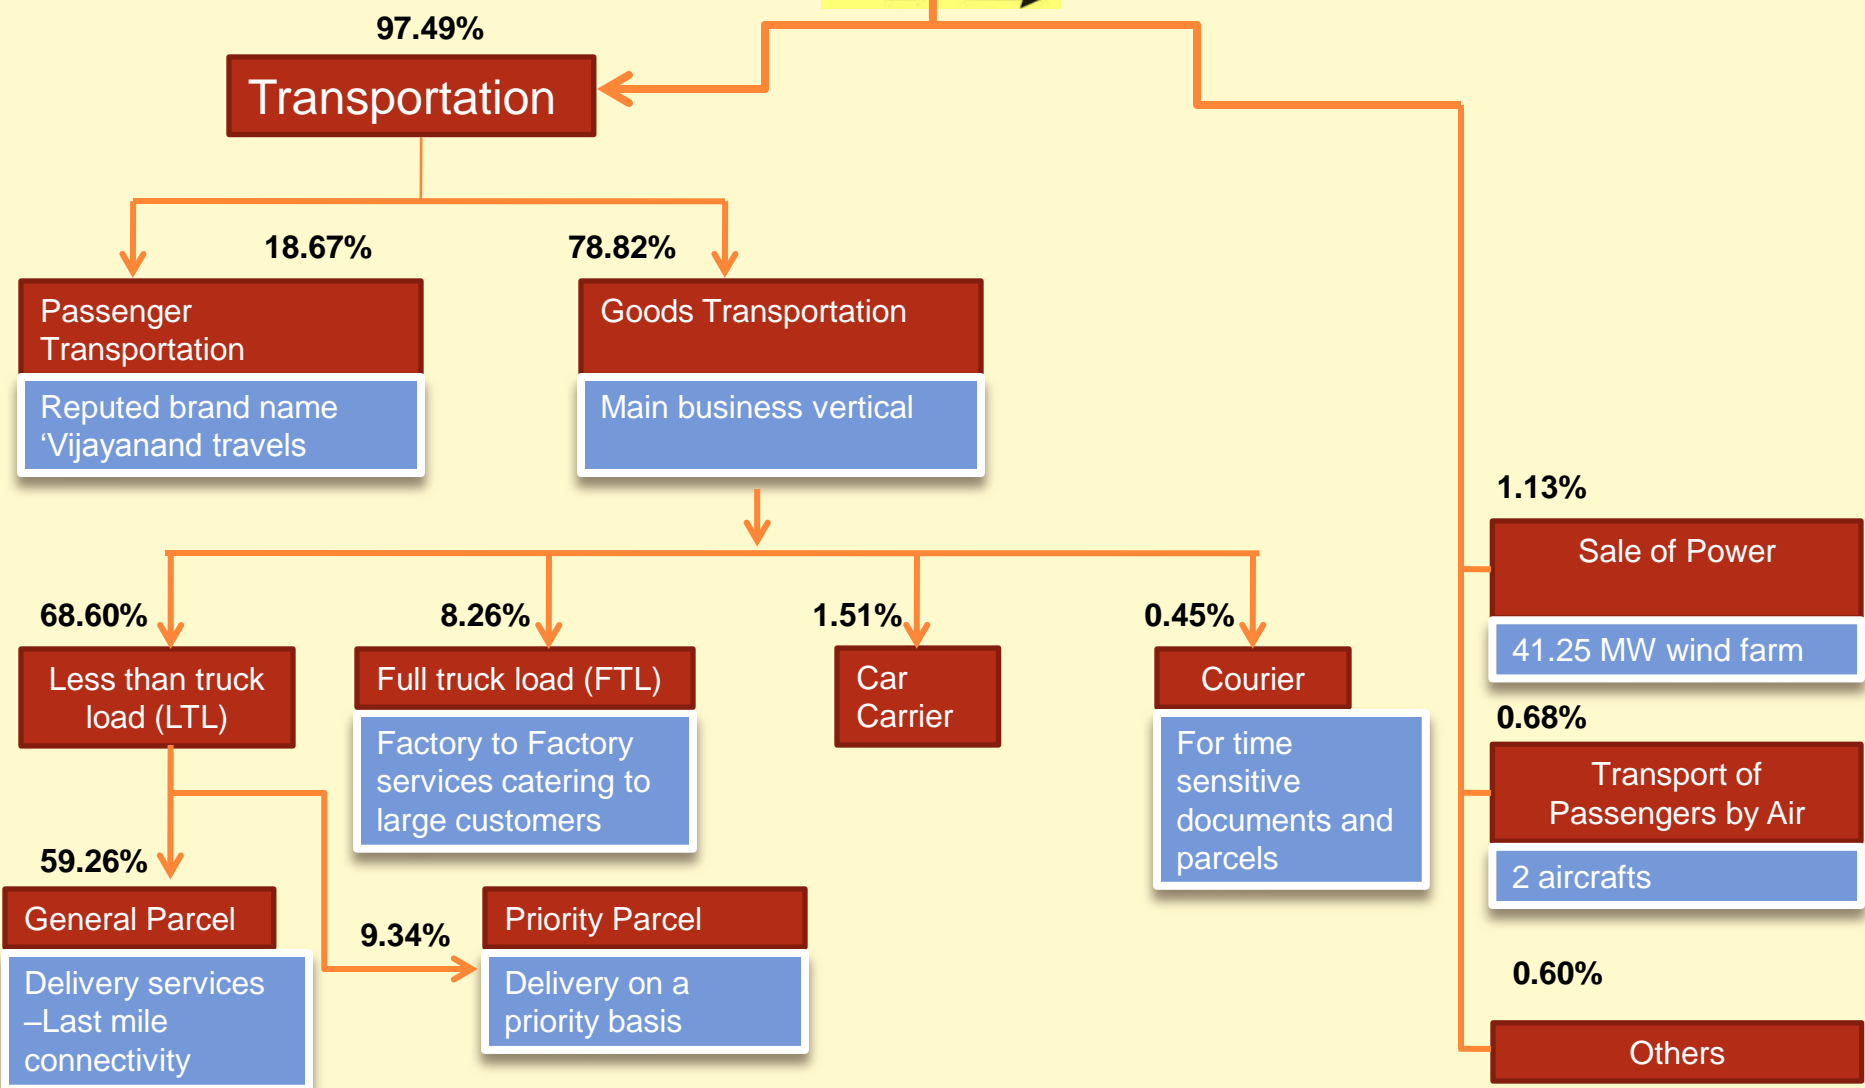 97.49%
Transportation
18.67%
78.82%
Passenger
Transportation
Reputed brand name
‘Vijayanand travels
Goods Transportation
Main business vertical
68.60%
8.26%
1.51%
0.45%
Less than truck
load (LTL)
Full truck load (FTL)
Factory to Factory
services catering to
large customers
Car
Carrier
Courier
For time
sensitive
documents and
parcels
59.26%
General Parcel
Delivery services
–Last mile
connectivity
9.34%
Priority Parcel
Delivery on a
priority basis
1.13%
Sale of Power
41.25 MW wind farm
0.68%
Transport of
Passengers by Air
2 aircrafts
0.60%
Others